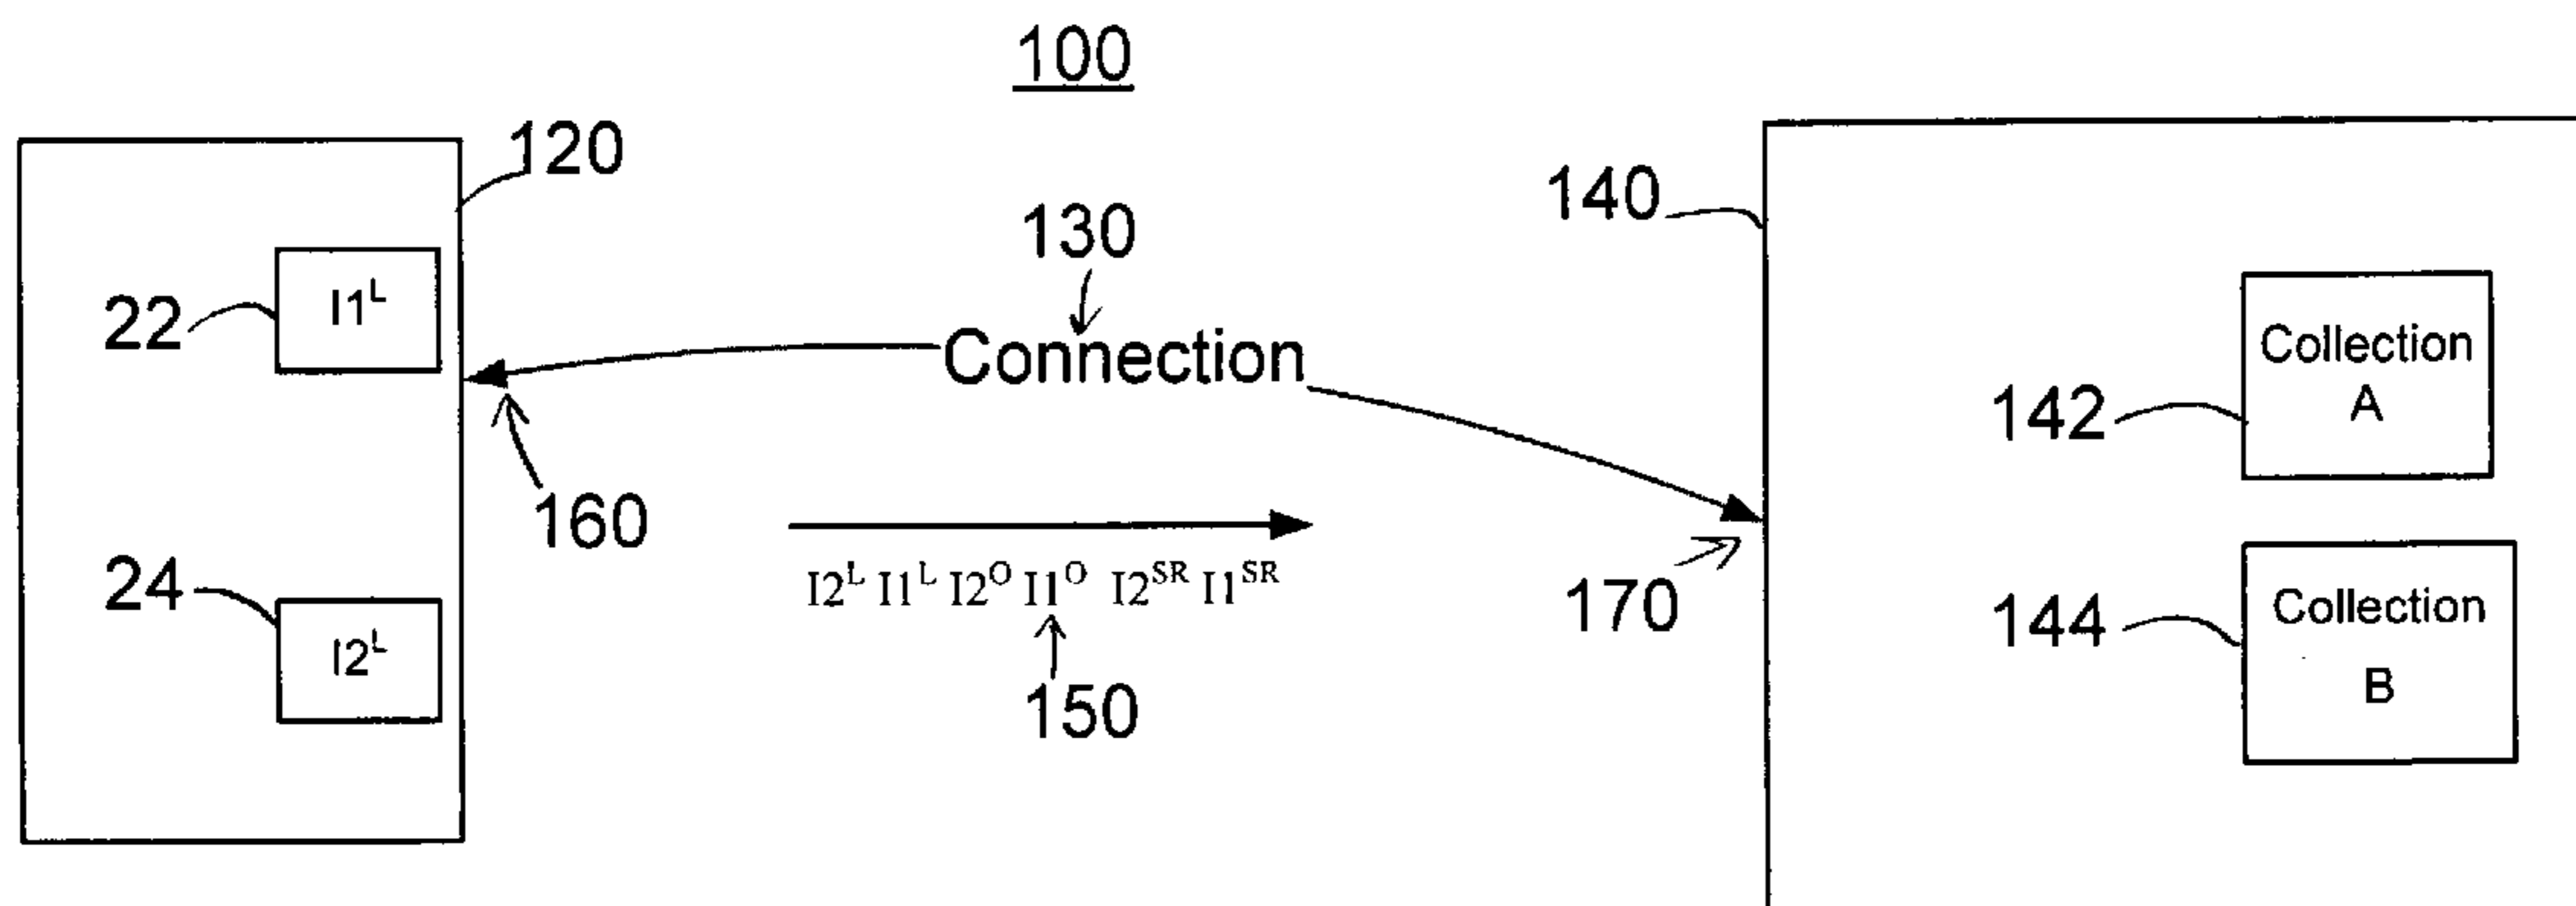 100
120
140
130
22
I1^L
Connection
Collection
A
142
160
I2^L I1^L I2^O I1^O I2^SR I1^SR
170
24
I2^L
150
144
Collection
B